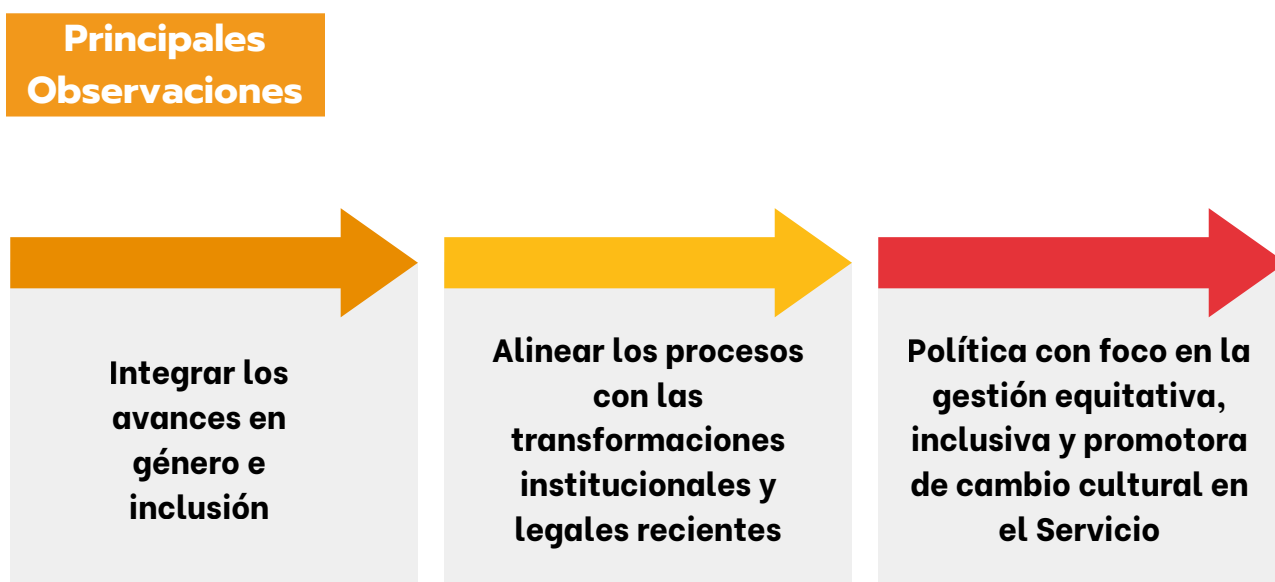 Principales
Observaciones
Integrar los
avances en
género e
inclusión
Alinear los procesos
con las
transformaciones
institucionales y
legales recientes
Política con foco en la
gestión equitativa,
inclusiva y promotora
de cambio cultural en
el Servicio